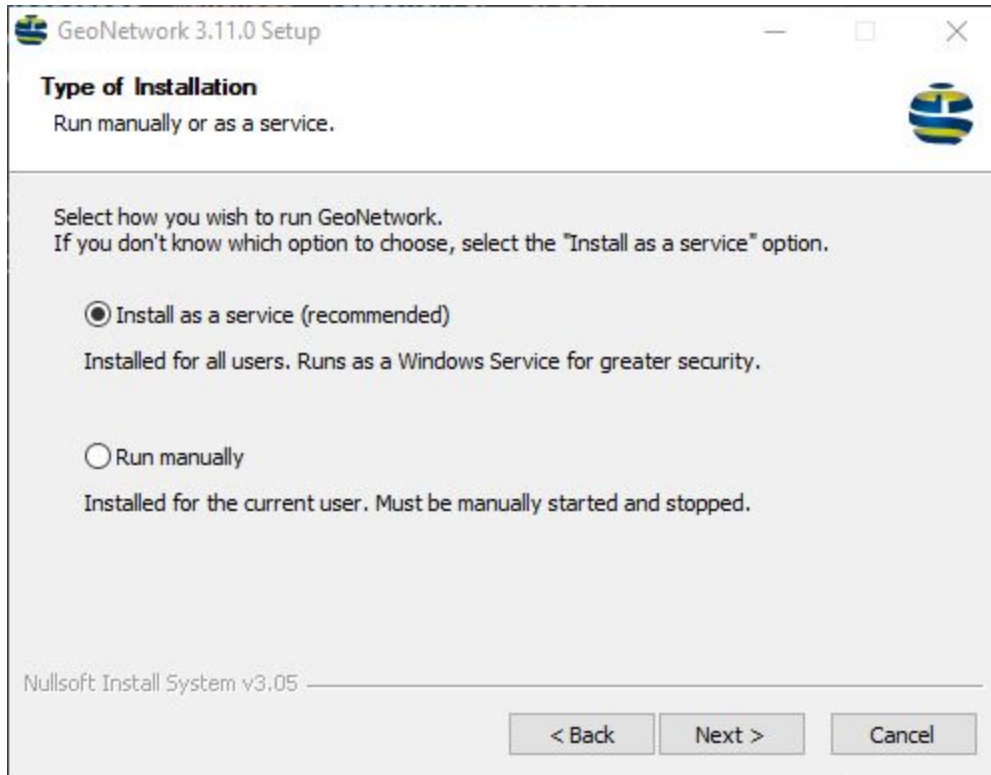 GeoNetwork 3.11.0 Setup
Type of Installation
Run manually or as a service.
Select how you wish to run GeoNetwork.
If you don't know which option to choose, select the "Install as a service" option.
Install as a service (recommended)
Installed for all users. Runs as a Windows Service for greater security.
Run manually
Installed for the current user. Must be manually started and stopped.
Nullsoft Install System v3.05
< Back Next > Cancel